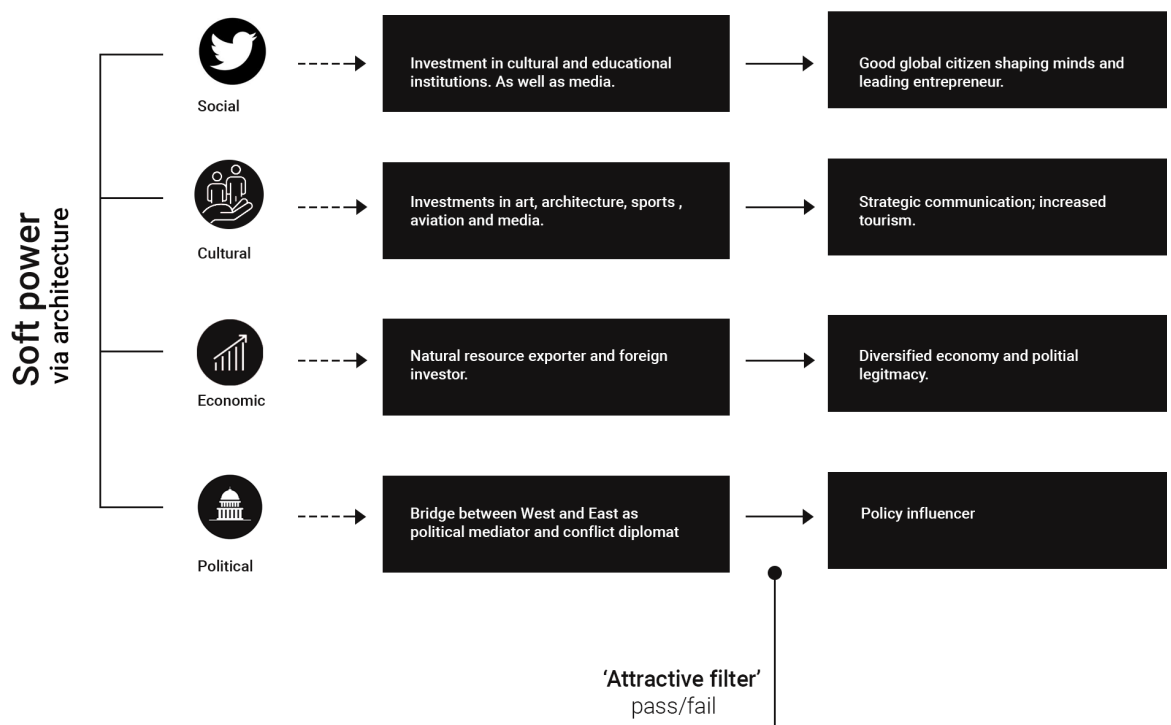 Soft power
via architecture
Social
Investment in cultural and educational
institutions. As well as media.
Good global citizen shaping minds and
leading entrepreneur.
Cultural
Investments in art, architecture, sports ,
aviation and media.
Strategic communication; increased
tourism.
Economic
Natural resource exporter and foreign
investor.
Diversified economy and politial
legitmacy.
Political
Bridge between West and East as
political mediator and conflict diplomat
Policy influencer
‘Attractive filter’
pass/fail